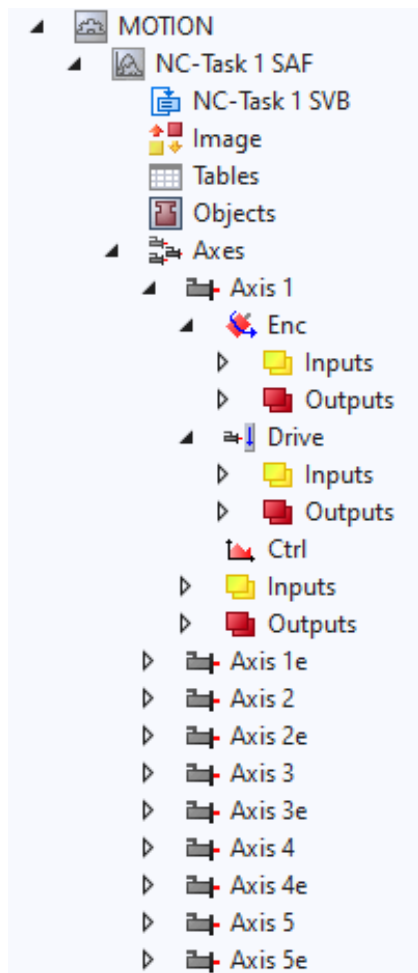 MOTION
NC-Task 1 SAF
NC-Task 1 SVB
Image
Tables
Objects
Axes
Axis 1
Enc
Inputs
Outputs
Drive
Inputs
Outputs
Ctrl
Inputs
Outputs
Axis 1e
Axis 2
Axis 2e
Axis 3
Axis 3e
Axis 4
Axis 4e
Axis 5
Axis 5e